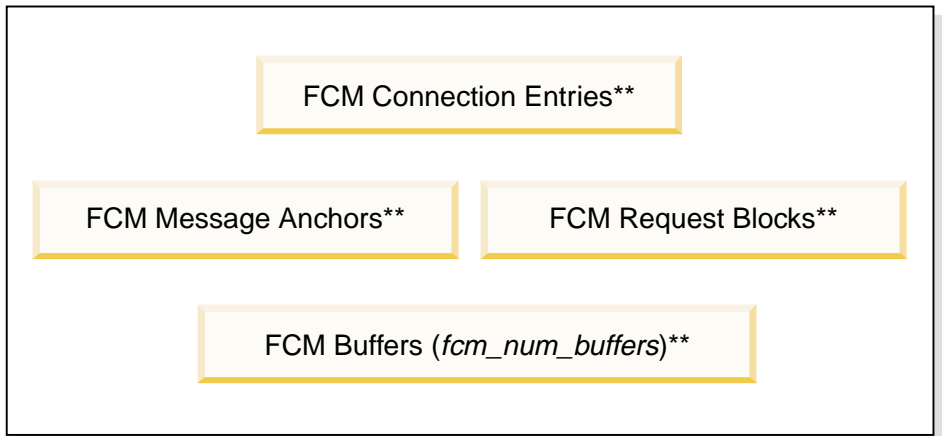 FCM Connection Entries**
FCM Message Anchors**
FCM Request Blocks**
FCM Buffers (fcm_num_buffers)**